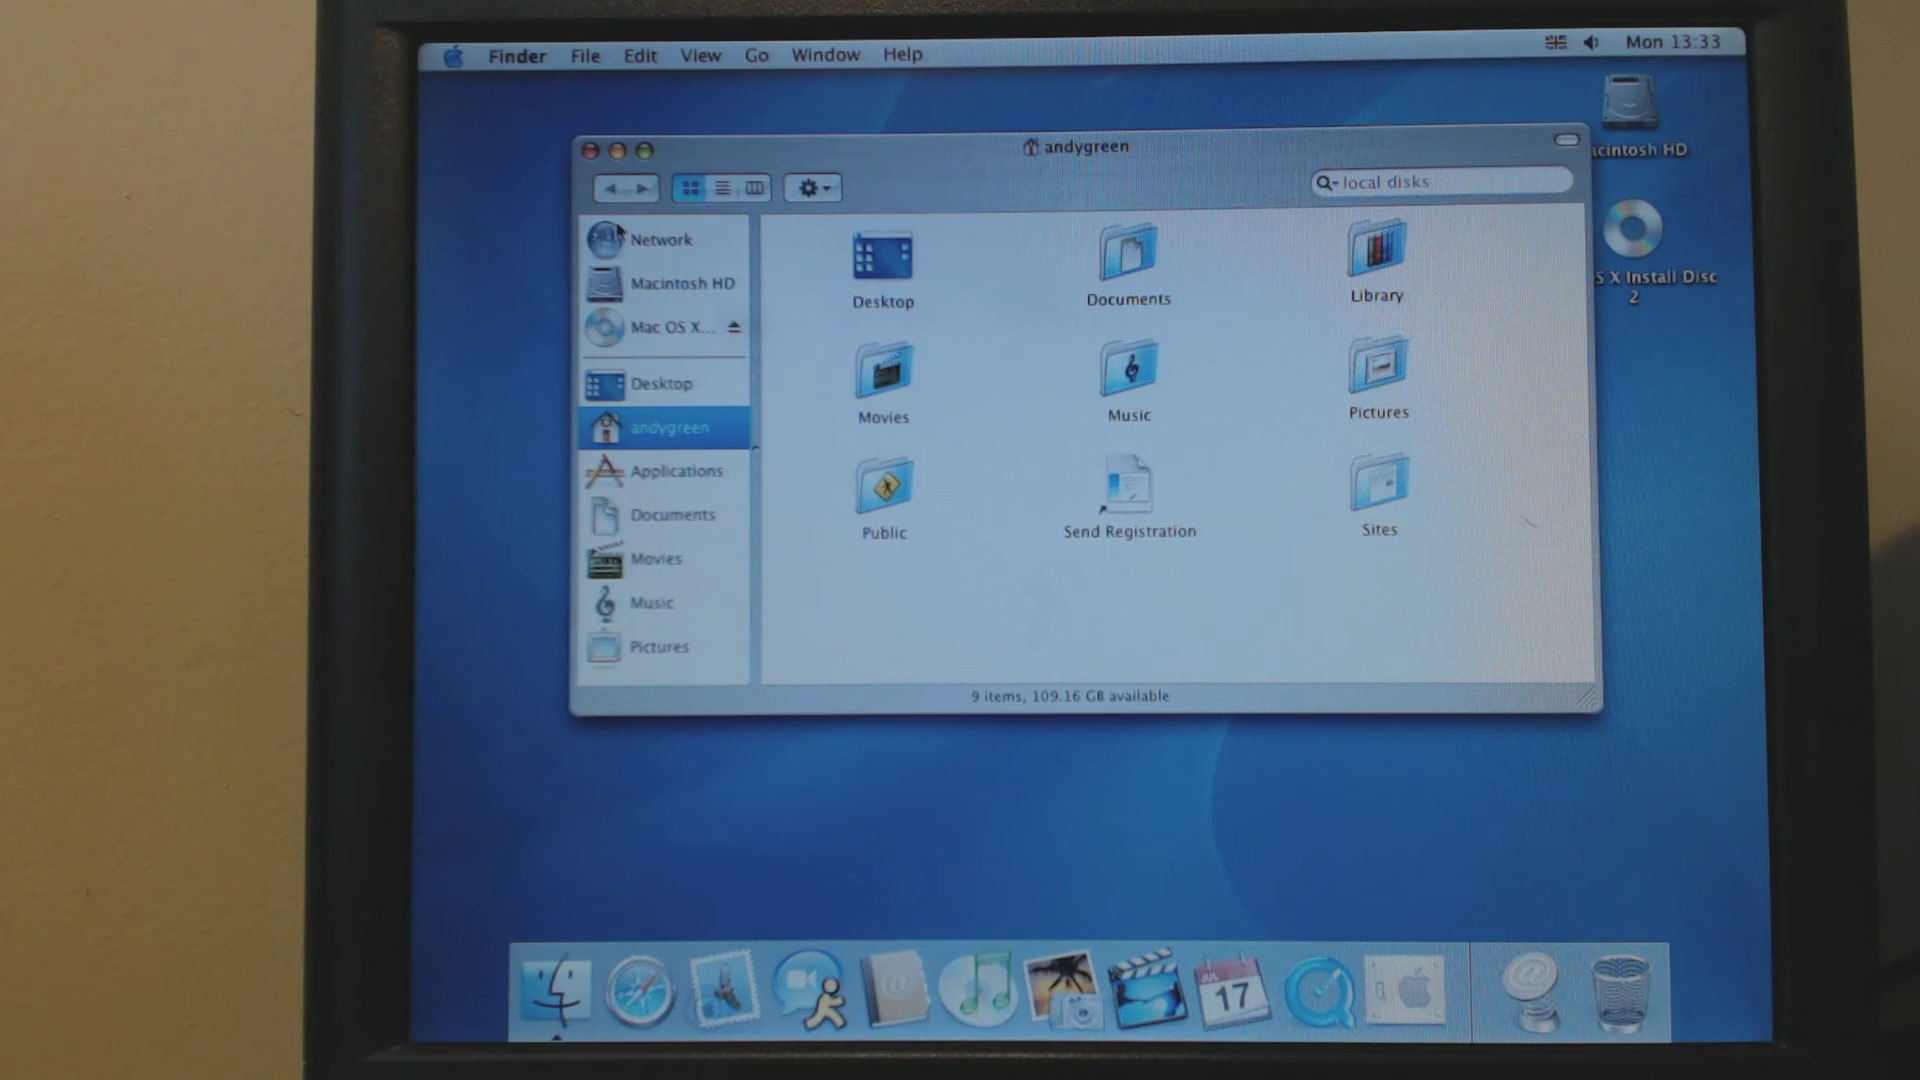 Finder File Edit View Go Window Help Mon 13:33
andygreen
local disks
Network
Macintosh HD
Mac OS X...
Desktop
andygreen
Applications
Documents
Movies
Music
Pictures
Desktop Documents Library
Movies Music Pictures
Public Send Registration Sites
9 items, 109.16 GB available
acintosh HD
S X Install Disc
2
JUL
17